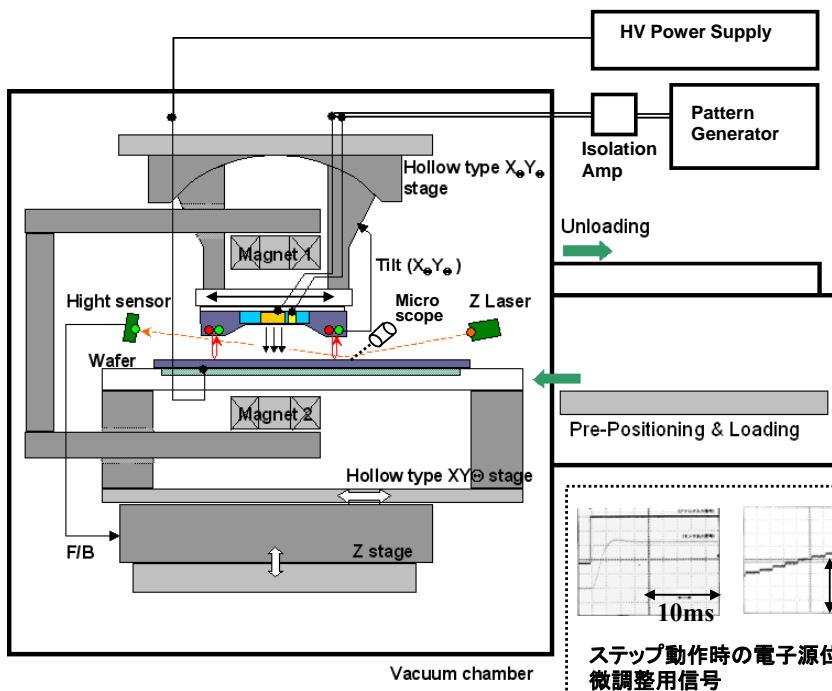 HV Power Supply
Pattern
Generator
Isolation
Amp
Hollow type XΘYΘ
stage
Unloading
Magnet 1
Tilt (XΘYΘ)
Hight sensor
Micro
scope
Z Laser
Wafer
Magnet 2
Pre-Positioning & Loading
Hollow type XYΘ stage
F/B
Z stage
10ms
ステップ動作時の電子源位
微調整用信号
Vacuum chamber